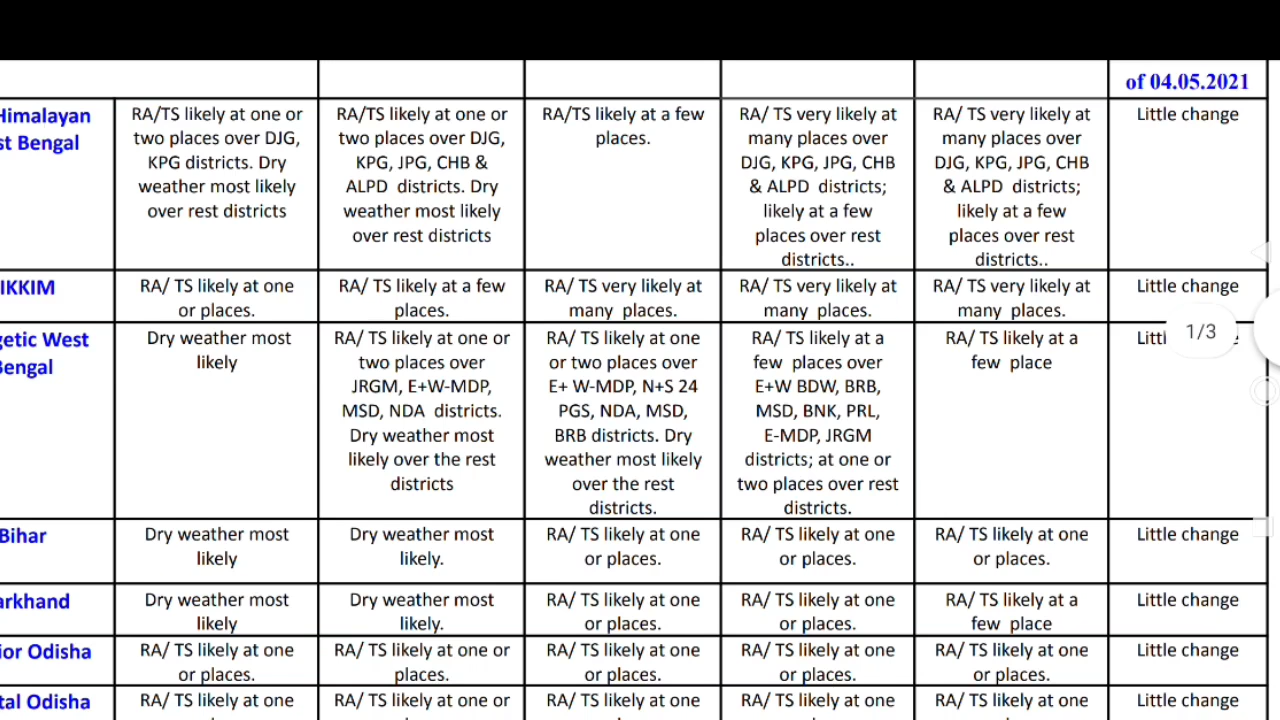 of 04.05.2021
Himalayan
st Bengal
RA/TS likely at one or
two places over DJG,
KPG districts. Dry
weather most likely
over rest districts
RA/TS likely at one or
two places over DJG,
KPG, JPG, CHB &
ALPD districts. Dry
weather most likely
over rest districts
RA/TS likely at a few
places.
RA/ TS very likely at
many places over
DJG, KPG, JPG, CHB
& ALPD districts;
likely at a few
places over rest
districts..
RA/ TS very likely at
many places over
DJG, KPG, JPG, CHB
& ALPD districts;
likely at a few
places over rest
districts..
Little change
IKKIM
RA/ TS likely at one
or places.
RA/ TS likely at a few
places.
RA/ TS very likely at
many places.
RA/ TS very likely at
many places.
RA/ TS very likely at
many places.
Little change
getic West
Bengal
Dry weather most
likely
RA/ TS likely at one or
two places over
JRGM, E+W-MDP,
MSD, NDA districts.
Dry weather most
likely over the rest
districts
RA/ TS likely at one
or two places over
E+ W-MDP, N+S 24
PGS, NDA, MSD,
BRB districts. Dry
weather most likely
over the rest
districts.
RA/ TS likely at a
few places over
E+W BDW, BRB,
MSD, BNK, PRL,
E-MDP, JRGM
districts; at one or
two places over rest
districts.
RA/ TS likely at a
few place
1/3
Bihar
Dry weather most
likely
Dry weather most
likely.
RA/ TS likely at one
or places.
RA/ TS likely at one
or places.
RA/ TS likely at one
or places.
Little change
arkhand
Dry weather most
likely
Dry weather most
likely.
RA/ TS likely at one
or places.
RA/ TS likely at one
or places.
RA/ TS likely at a
few place
Little change
ior Odisha
RA/ TS likely at one
or places.
RA/ TS likely at one or
places.
RA/ TS likely at one
or places.
RA/ TS likely at one
or places.
RA/ TS likely at one
or places.
Little change
tal Odisha
RA/ TS likely at one
RA/ TS likely at one or
RA/ TS likely at one
RA/ TS likely at one
RA/ TS likely at one
Little change